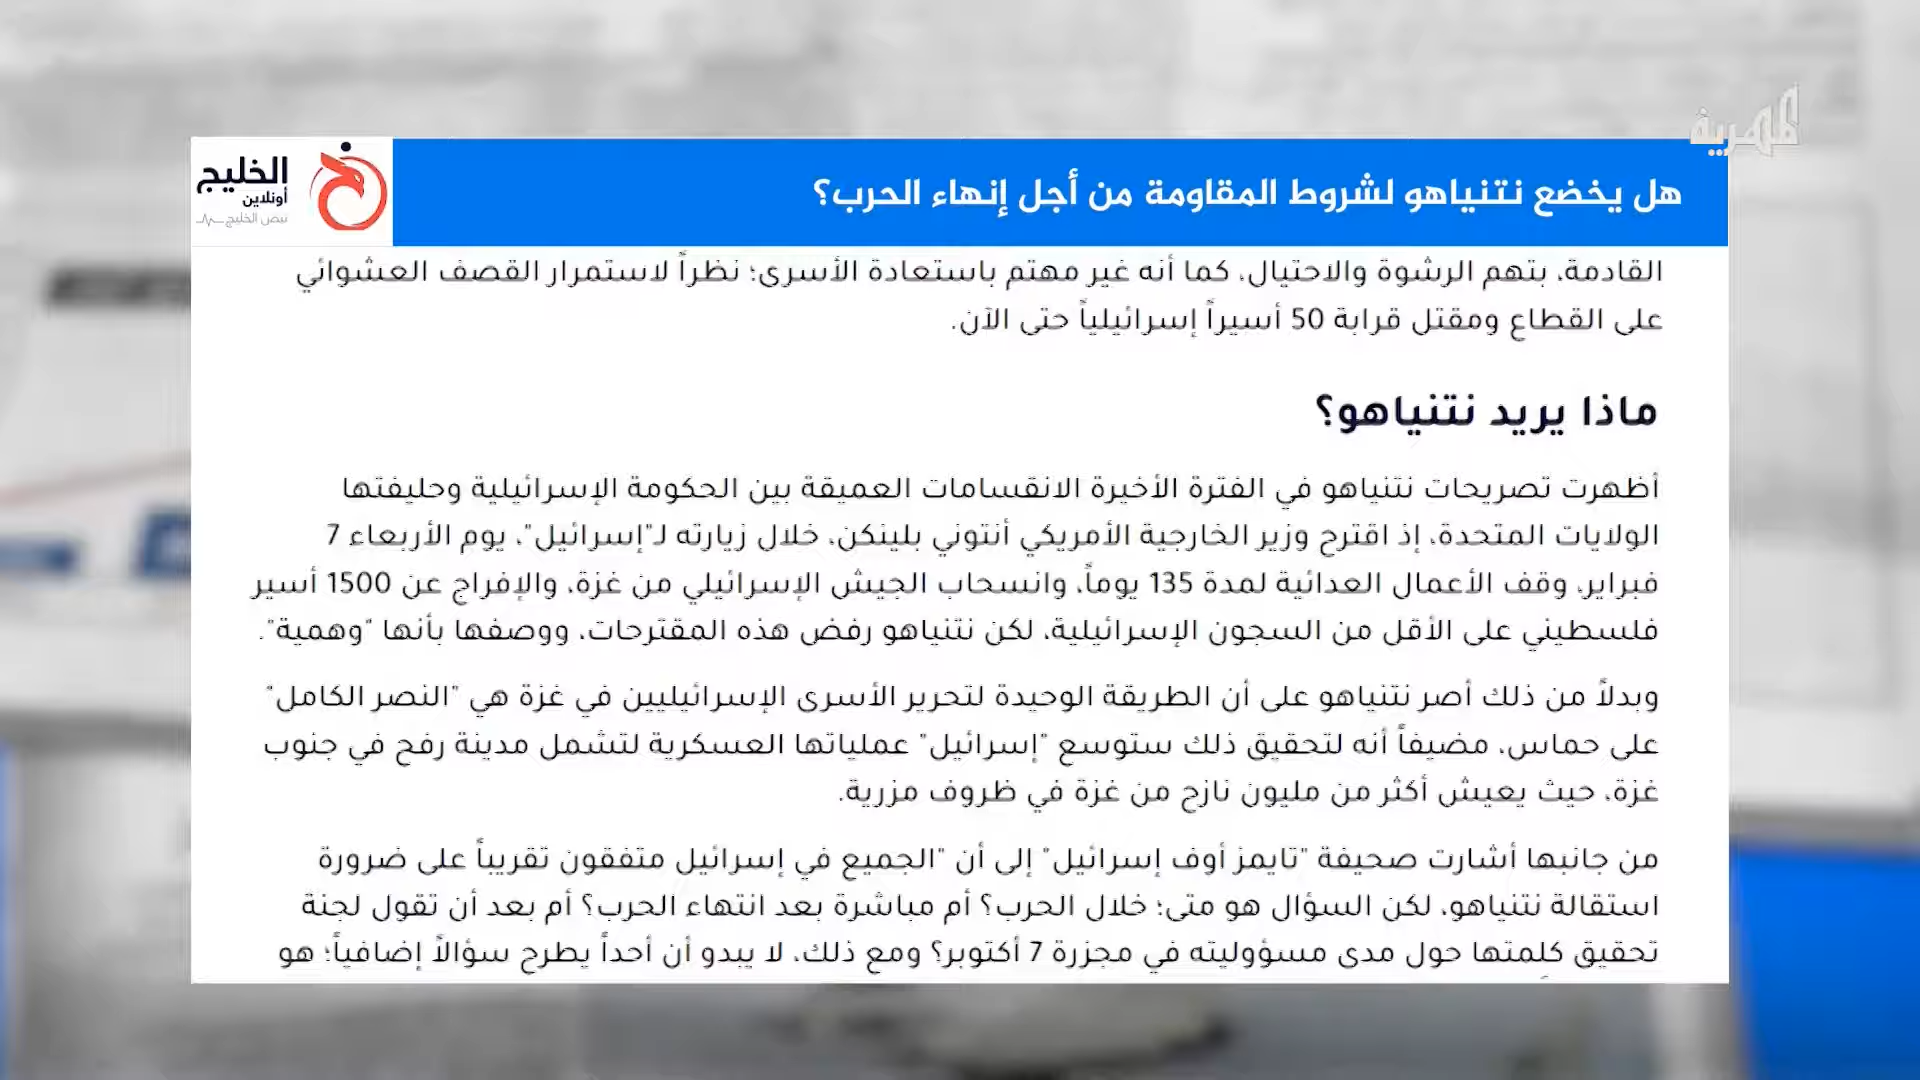 المهرية
الخليج
أونلاين
نبض الخليج
هل يخضع نتنياهو لشروط المقاومة من أجل إنهاء الحرب؟
القادمة، بتهم الرشوة والاحتيال، كما أنه غير مهتم باستعادة الأسرى؛ نظراً لاستمرار القصف العشوائي
على القطاع ومقتل قرابة 50 أسيراً إسرائيلياً حتى الآن.
ماذا يريد نتنياهو؟
أظهرت تصريحات نتنياهو في الفترة الأخيرة الانقسامات العميقة بين الحكومة الإسرائيلية وحليفتها
الولايات المتحدة، إذ اقترح وزير الخارجية الأمريكي أنتوني بلينكن، خلال زيارته لـ"إسرائيل"، يوم الأربعاء 7
فبراير، وقف الأعمال العدائية لمدة 135 يوماً، وانسحاب الجيش الإسرائيلي من غزة، والإفراج عن 1500 أسير
فلسطيني على الأقل من السجون الإسرائيلية، لكن نتنياهو رفض هذه المقترحات، ووصفها بأنها "وهمية".
وبدلاً من ذلك أصر نتنياهو على أن الطريقة الوحيدة لتحرير الأسرى الإسرائيليين في غزة هي "النصر الكامل"
على حماس، مضيفاً أنه لتحقيق ذلك ستوسع "إسرائيل" عملياتها العسكرية لتشمل مدينة رفح في جنوب
غزة، حيث يعيش أكثر من مليون نازح من غزة في ظروف مزرية.
من جانبها أشارت صحيفة "تايمز أوف إسرائيل" إلى أن "الجميع في إسرائيل متفقون تقريباً على ضرورة
استقالة نتنياهو، لكن السؤال هو متى؛ خلال الحرب؟ أم مباشرة بعد انتهاء الحرب؟ أم بعد أن تقول لجنة
تحقيق كلمتها حول مدى مسؤوليته في مجزرة 7 أكتوبر؟ ومع ذلك، لا يبدو أن أحداً يطرح سؤالاً إضافياً؛ هو